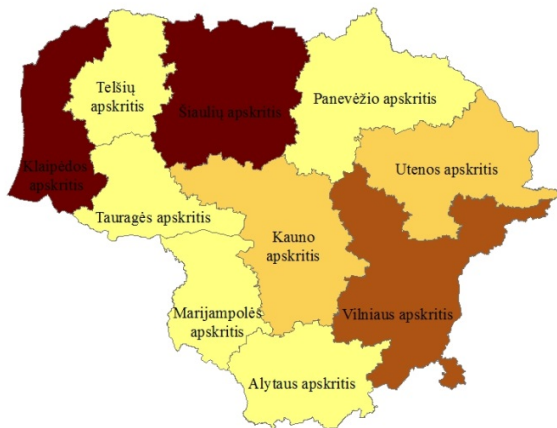 Telšių
apskritis
Šiaulių apskritis
Panevėžio apskritis
Klaipėdos
apskritis
Utenos apskritis
Tauragės apskritis
Kauno
apskritis
Marijampolės
apskritis
Vilniaus apskritis
Alytaus apskritis